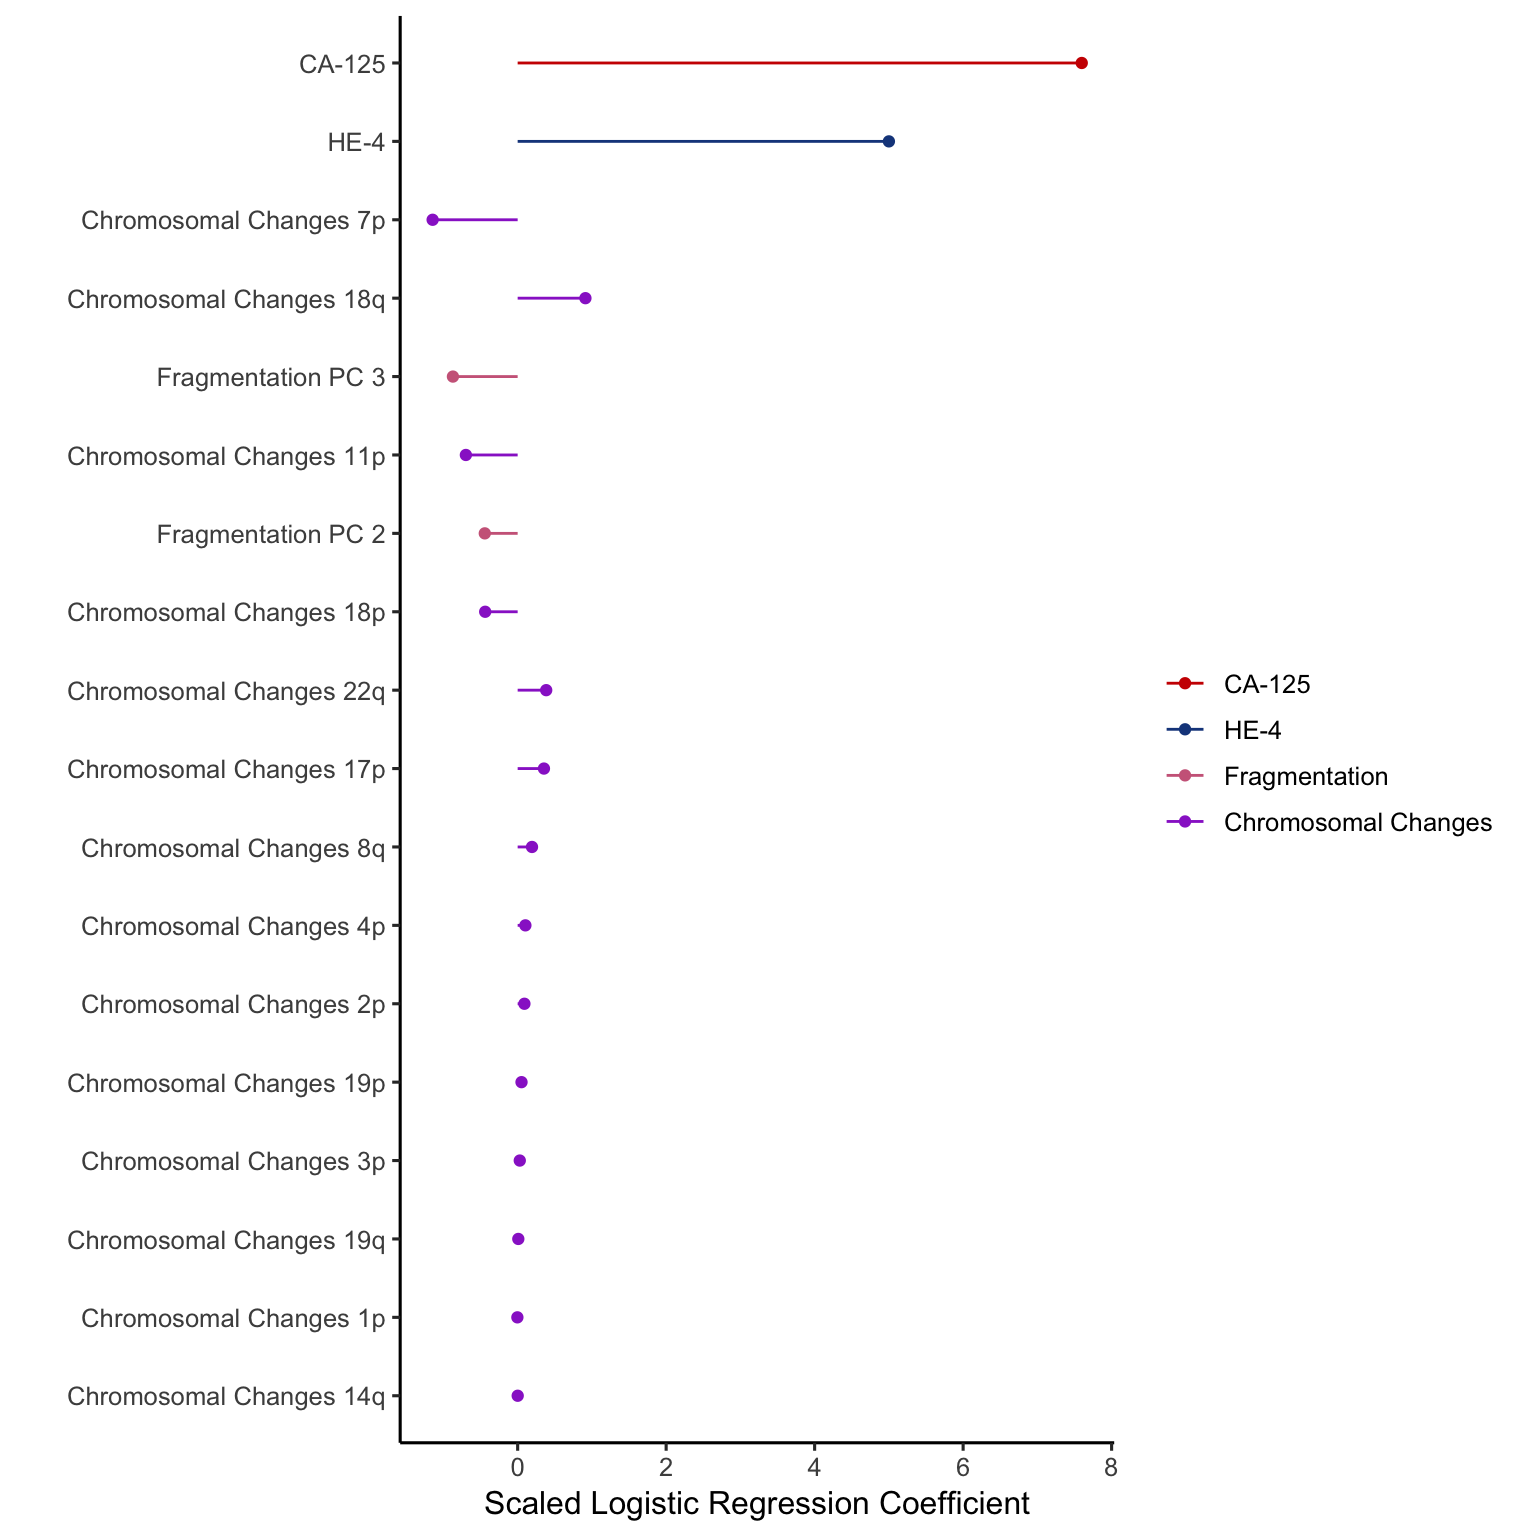 CA-125
HE-4
Chromosomal Changes 7p
Chromosomal Changes 18q
Fragmentation PC 3
Chromosomal Changes 11p
Fragmentation PC 2
Chromosomal Changes 18p
Chromosomal Changes 22q
Chromosomal Changes 17p
Chromosomal Changes 8q
Chromosomal Changes 4p
Chromosomal Changes 2p
Chromosomal Changes 19p
Chromosomal Changes 3p
Chromosomal Changes 19q
Chromosomal Changes 1p
Chromosomal Changes 14q
0 2 4 6 8
Scaled Logistic Regression Coefficient
CA-125
HE-4
Fragmentation
Chromosomal Changes